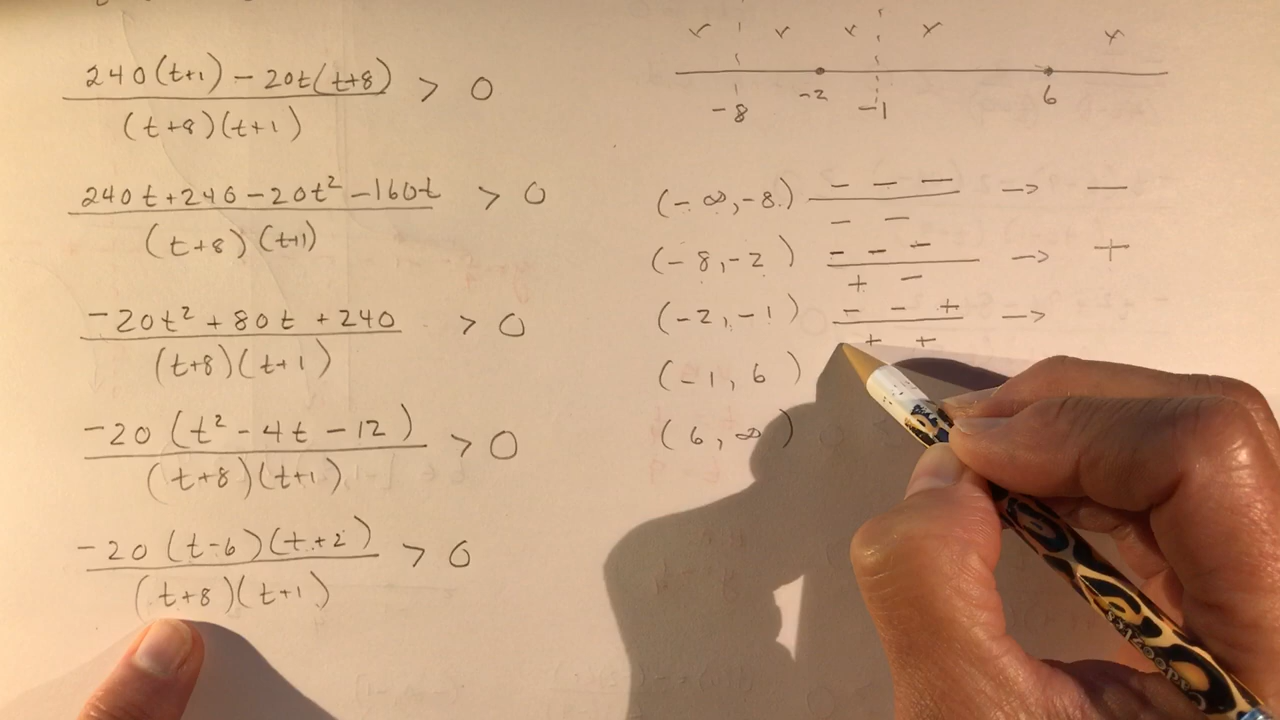 240(t+1) - 20t(t+8) > 0
(t+8)(t+1)
240t+240-20t² -160t > 0
(t+8)(t+1)
-20t² + 80t + 240 > 0
(t+8)(t+1)
-20(t² - 4t - 12) > 0
(t+8)(t+1)
-20(t-6)(t+2) > 0
(t+8)(t+1)
-8 -2 -1 6
(-∞,-8) - - - → -
- -
(-8,-2) - - - → +
+ -
(-2,-1) - - + →
+ +
(-1, 6)
(6, ∞)